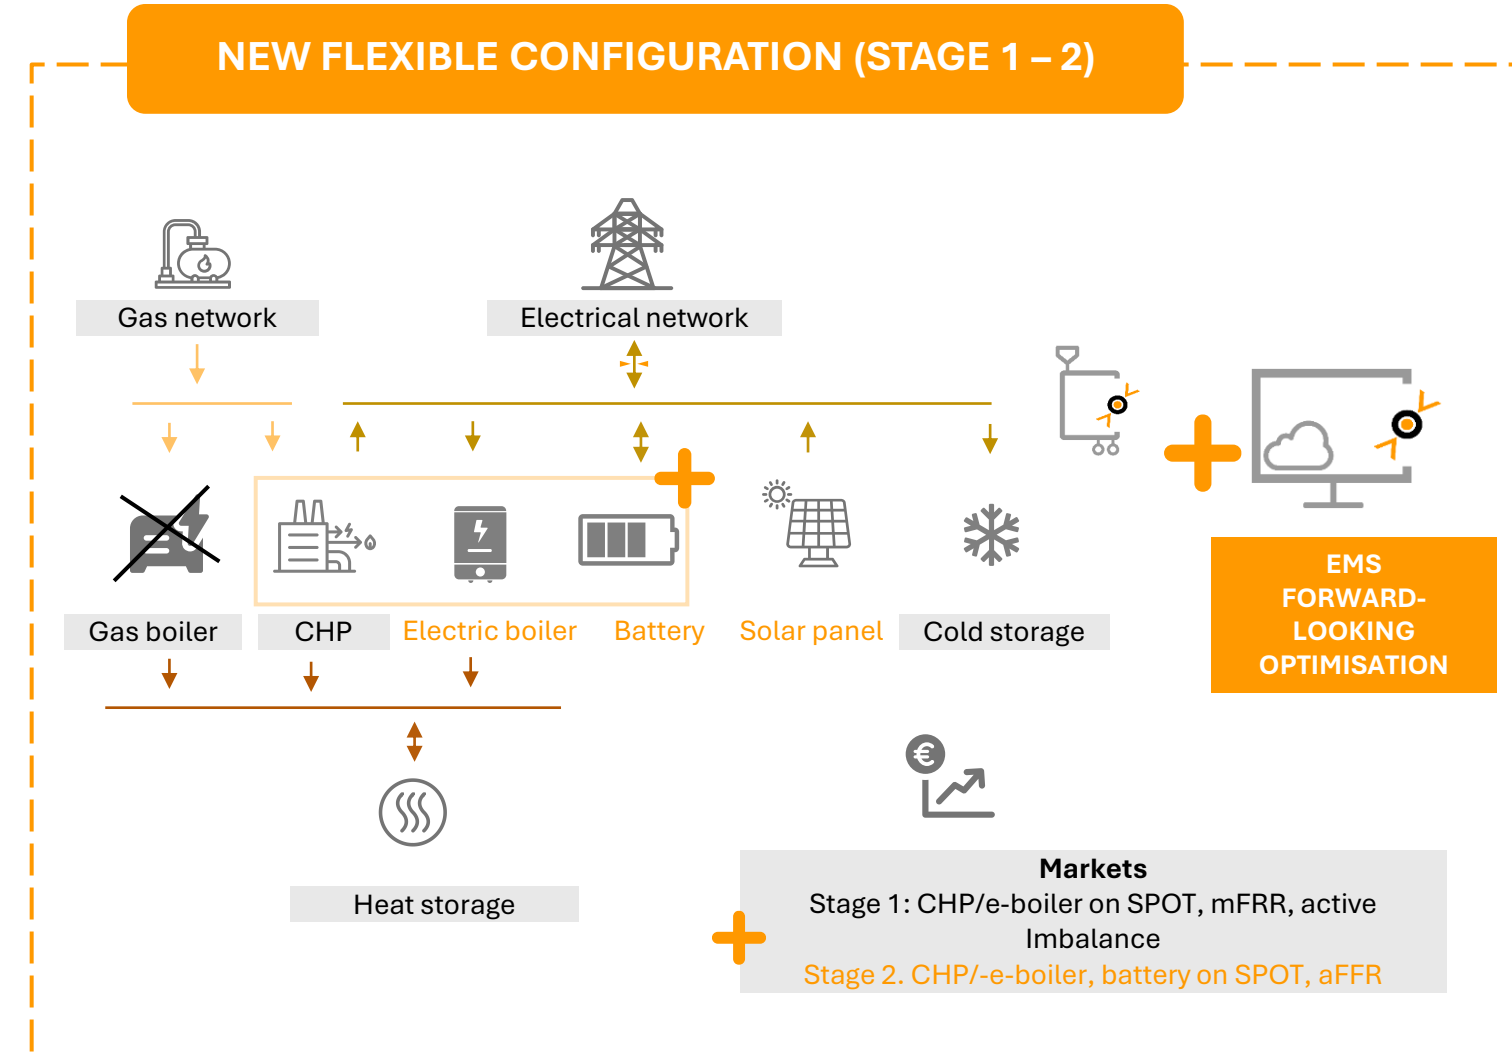 NEW FLEXIBLE CONFIGURATION (STAGE 1 – 2)
Gas network
Electrical network
Gas boiler
CHP
Electric boiler
Battery
Solar panel
Cold storage
EMS
FORWARD-
LOOKING
OPTIMISATION
Heat storage
€
Markets
Stage 1: CHP/e-boiler on SPOT, mFRR, active
Imbalance
Stage 2. CHP/-e-boiler, battery on SPOT, aFFR